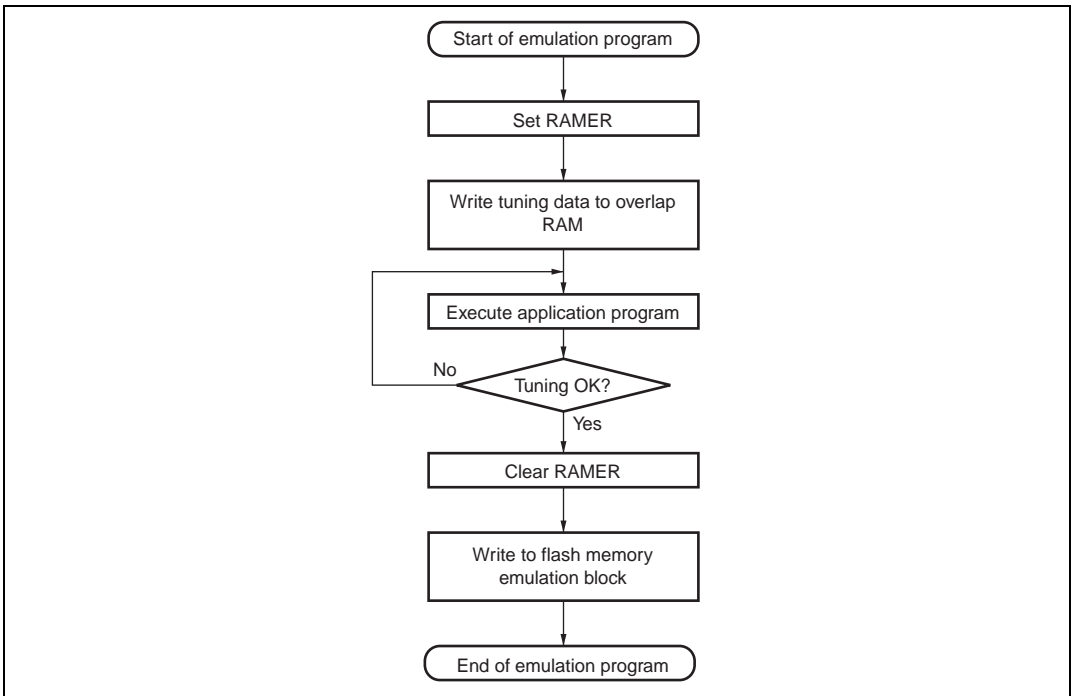 Start of emulation program
Set RAMER
Write tuning data to overlap
RAM
Execute application program
No
Tuning OK?
Yes
Clear RAMER
Write to flash memory
emulation block
End of emulation program